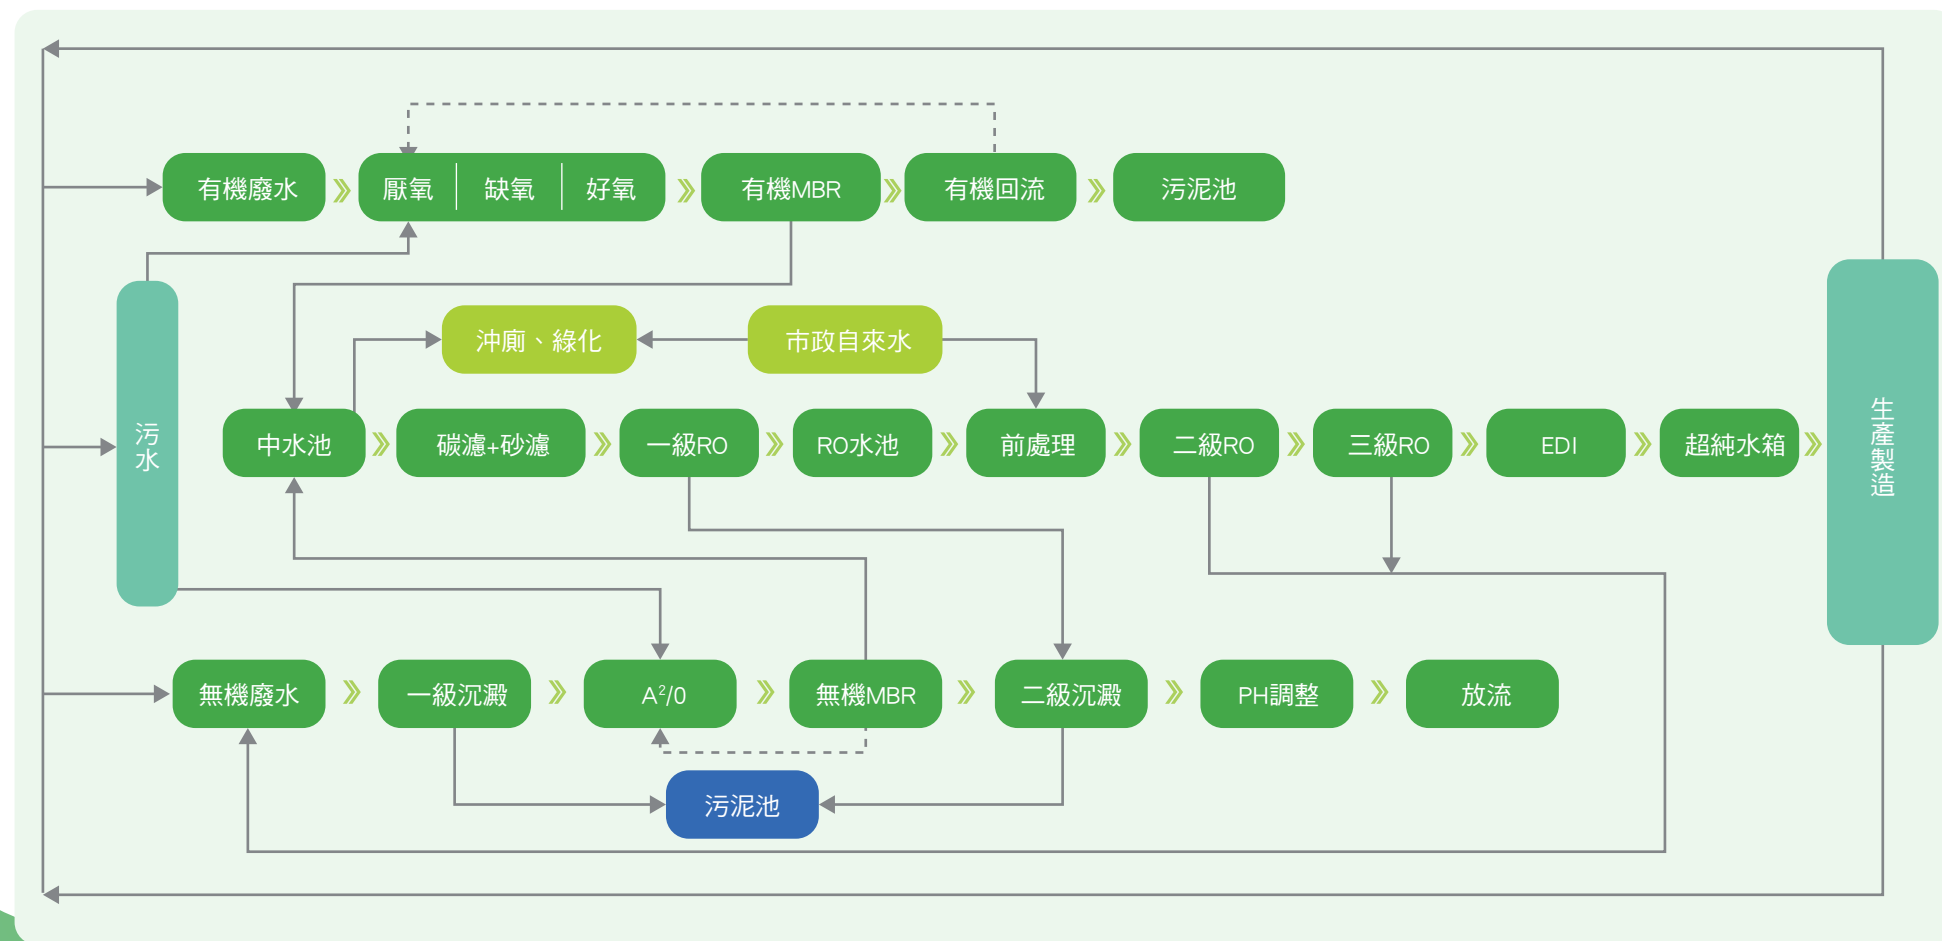 有機廢水
厭氧
缺氧
好氧
有機MBR
有機回流
污泥池
沖廁、綠化
市政自來水
污水
中水池
碳濾+砂濾
一級RO
RO水池
前處理
二級RO
三級RO
EDI
超純水箱
生產製造
無機廢水
一級沉澱
A²/0
無機MBR
二級沉澱
PH調整
放流
污泥池